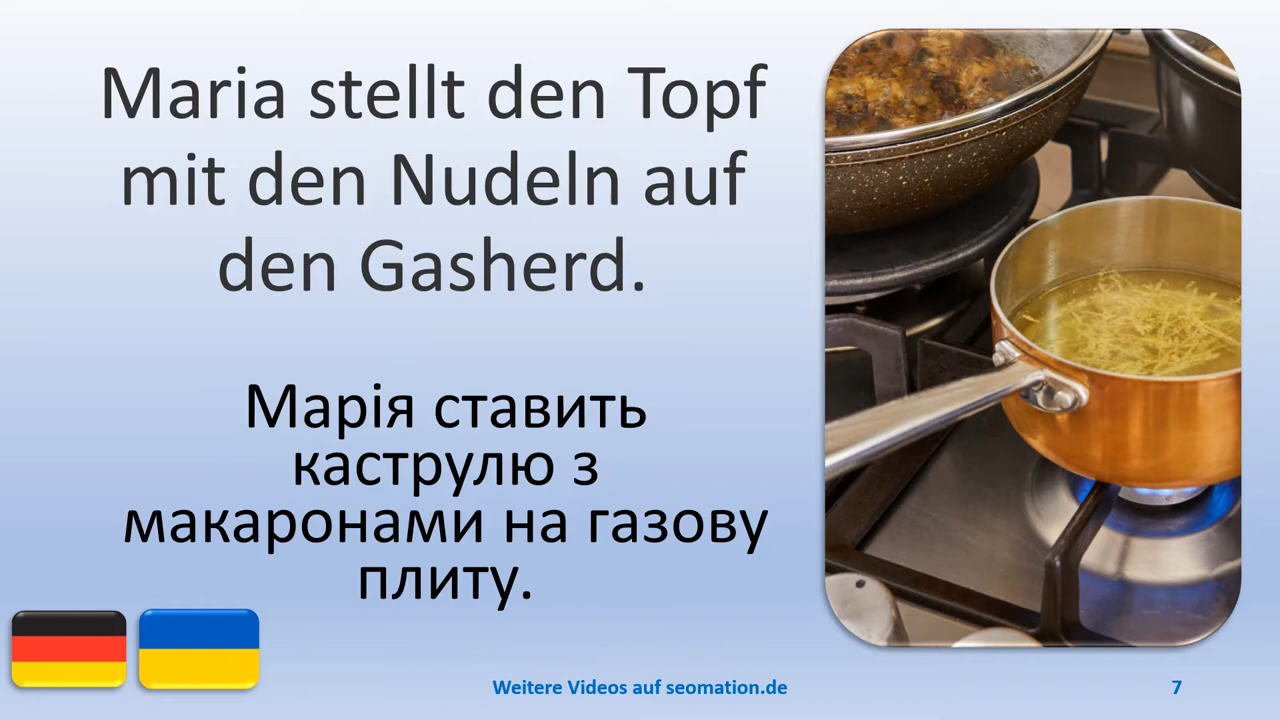 Maria stellt den Topf
mit den Nudeln auf
den Gasherd.
Марія ставить
каструлю з
макаронами на газову
плиту.
Weitere Videos auf seomation.de
7